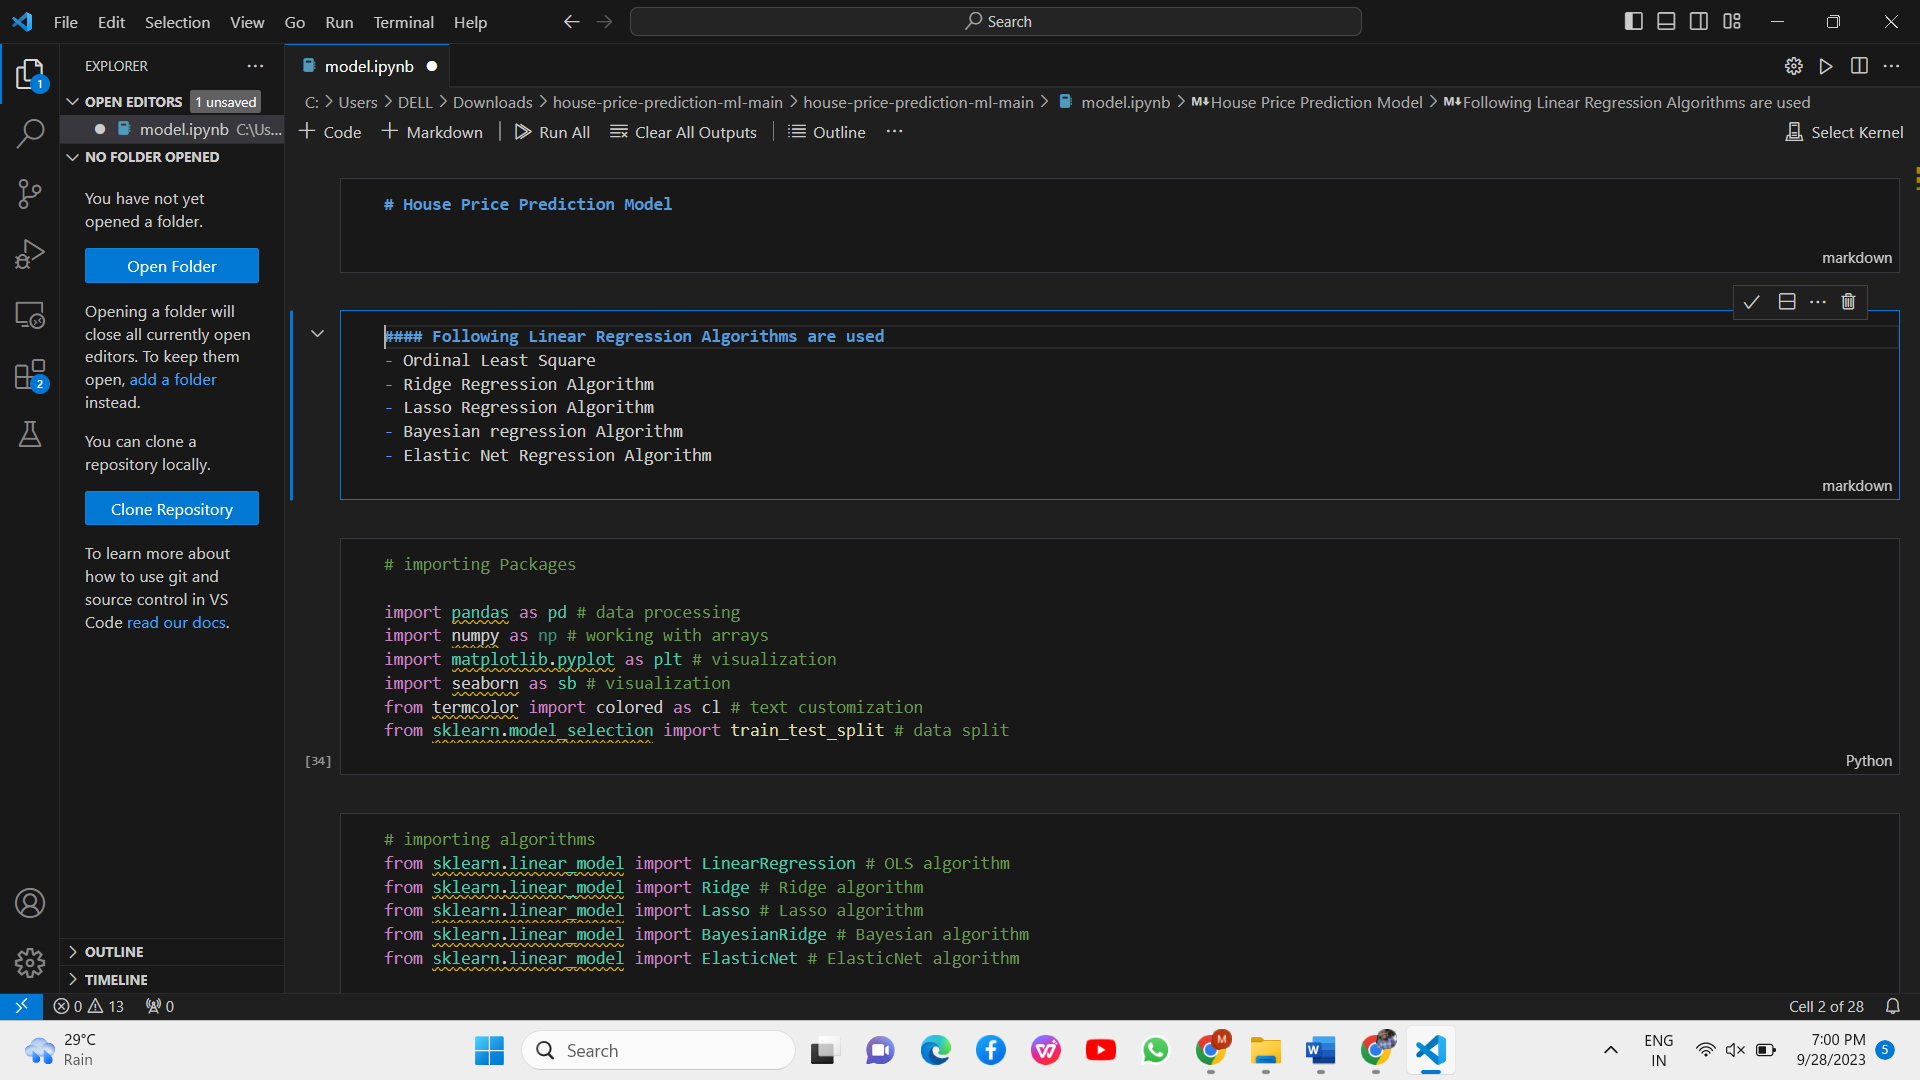 File Edit Selection View Go Run Terminal Help
Search
EXPLORER
model.ipynb
OPEN EDITORS 1 unsaved
model.ipynb C:\Us...
NO FOLDER OPENED
You have not yet
opened a folder.
Open Folder
Opening a folder will
close all currently open
editors. To keep them
open, add a folder
instead.
You can clone a
repository locally.
Clone Repository
To learn more about
how to use git and
source control in VS
Code read our docs.
OUTLINE
TIMELINE
1
2
C: > Users > DELL > Downloads > house-price-prediction-ml-main > house-price-prediction-ml-main > model.ipynb > M↓House Price Prediction Model > M↓Following Linear Regression Algorithms are used
+ Code + Markdown | Run All Clear All Outputs | Outline ...
Select Kernel
# House Price Prediction Model
markdown
#### Following Linear Regression Algorithms are used
- Ordinal Least Square
- Ridge Regression Algorithm
- Lasso Regression Algorithm
- Bayesian regression Algorithm
- Elastic Net Regression Algorithm
markdown
# importing Packages
import pandas as pd # data processing
import numpy as np # working with arrays
import matplotlib.pyplot as plt # visualization
import seaborn as sb # visualization
from termcolor import colored as cl # text customization
from sklearn.model_selection import train_test_split # data split
[34]
Python
# importing algorithms
from sklearn.linear_model import LinearRegression # OLS algorithm
from sklearn.linear_model import Ridge # Ridge algorithm
from sklearn.linear_model import Lasso # Lasso algorithm
from sklearn.linear_model import BayesianRidge # Bayesian algorithm
from sklearn.linear_model import ElasticNet # ElasticNet algorithm
0 13 0
Cell 2 of 28
29°C
Rain
Search
M
W
ENG
IN
7:00 PM
9/28/2023
5